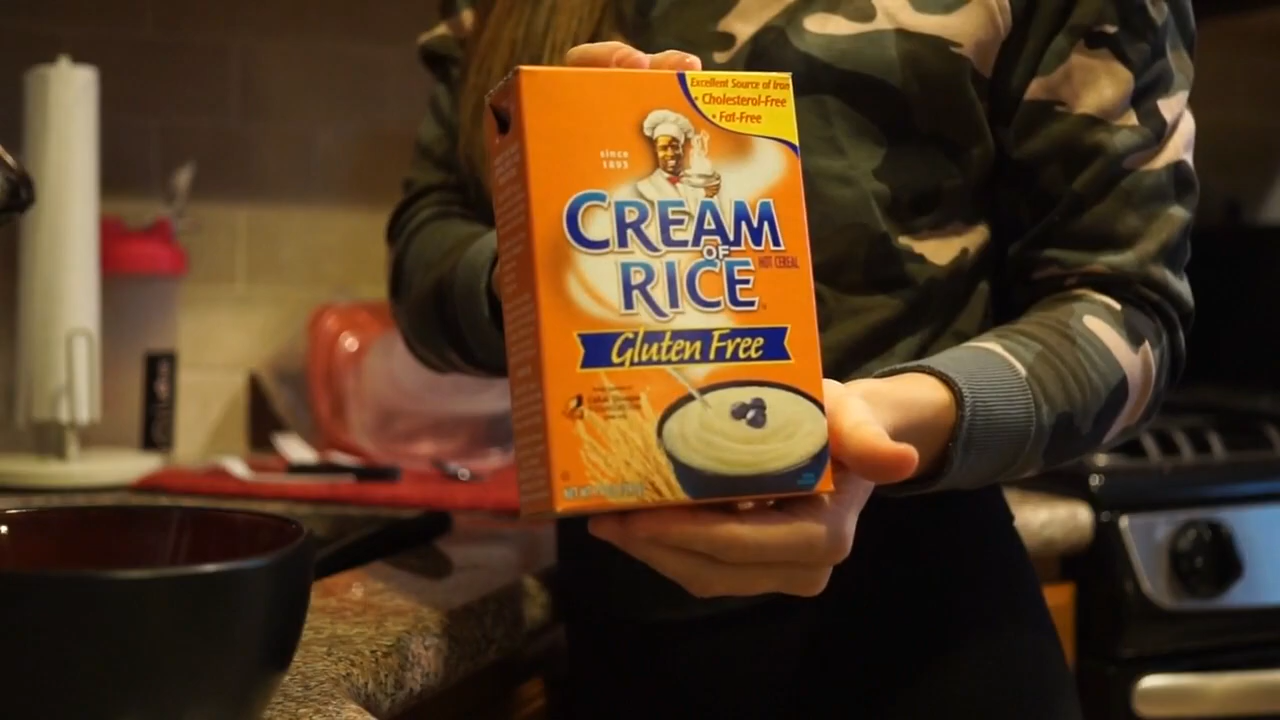 Excellent Source of Iron
• Cholesterol-Free
• Fat-Free
since
1893
CREAM
OF
RICE
HOT CEREAL
Gluten Free